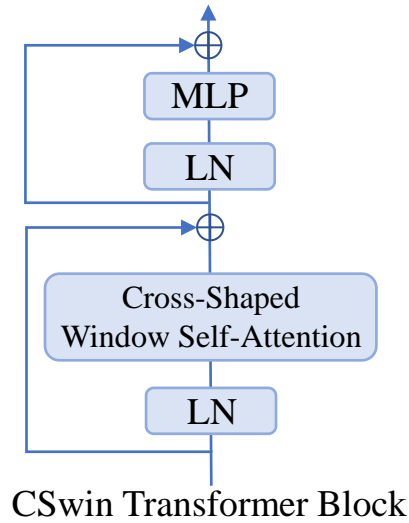 MLP
LN
Cross-Shaped
Window Self-Attention
LN
CSwin Transformer Block